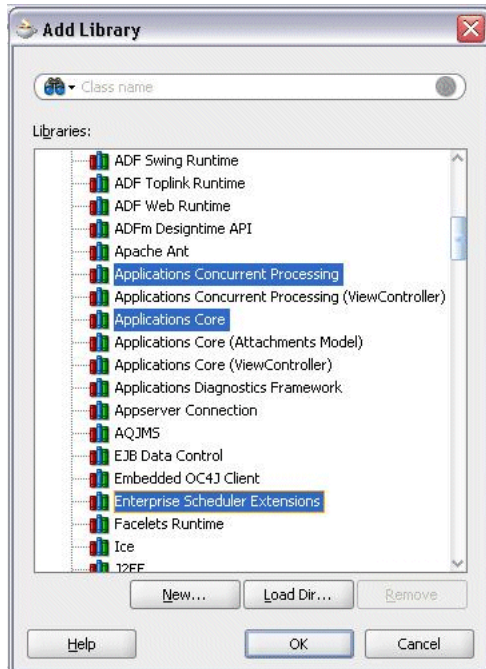 Add Library
Class name
Libraries:
ADF Swing Runtime
ADF Toplink Runtime
ADF Web Runtime
ADFm Designtime API
Apache Ant
Applications Concurrent Processing
Applications Concurrent Processing (ViewController)
Applications Core
Applications Core (Attachments Model)
Applications Core (ViewController)
Applications Diagnostics Framework
Appserver Connection
AQJMS
EJB Data Control
Embedded OC4J Client
Enterprise Scheduler Extensions
Facelets Runtime
Ice
J2EE
New... Load Dir... Remove
Help OK Cancel